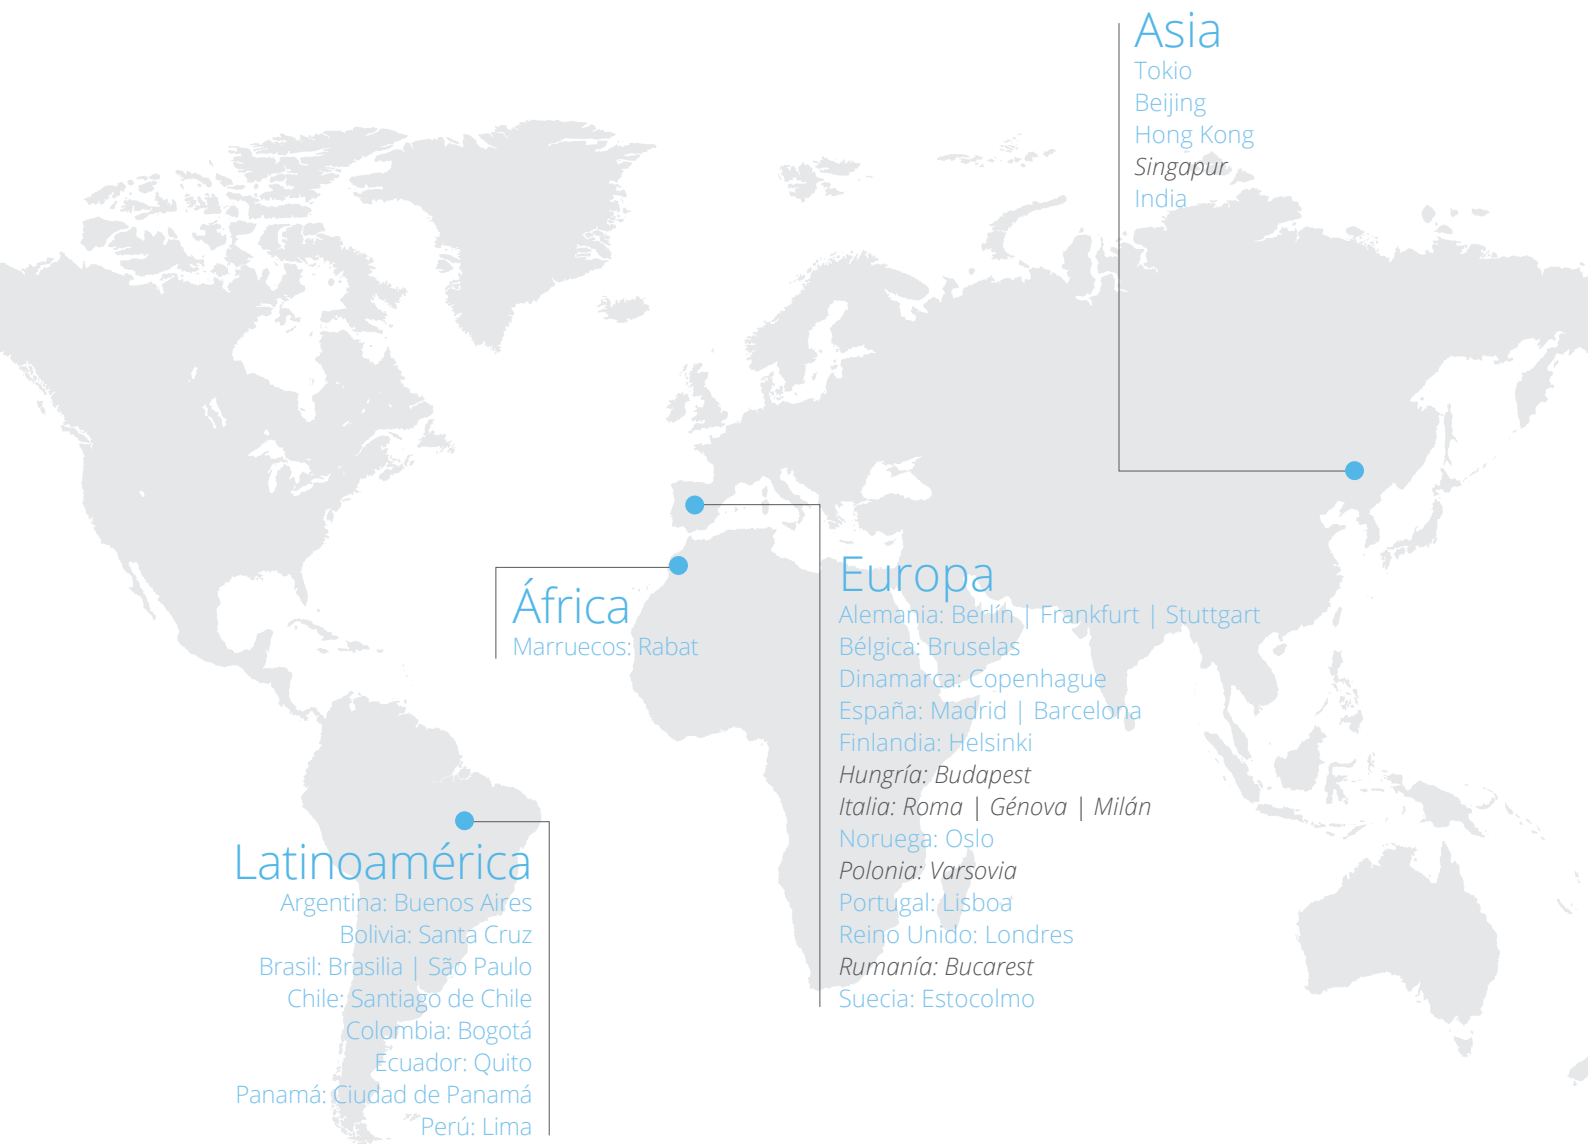 Asia
Tokio
Beijing
Hong Kong
Singapur
India
África
Marruecos: Rabat
Europa
Alemania: Berlín | Frankfurt | Stuttgart
Bélgica: Bruselas
Dinamarca: Copenhague
España: Madrid | Barcelona
Finlandia: Helsinki
Hungría: Budapest
Italia: Roma | Génova | Milán
Noruega: Oslo
Polonia: Varsovia
Portugal: Lisboa
Reino Unido: Londres
Rumanía: Bucarest
Suecia: Estocolmo
Latinoamérica
Argentina: Buenos Aires
Bolivia: Santa Cruz
Brasil: Brasilia | São Paulo
Chile: Santiago de Chile
Colombia: Bogotá
Ecuador: Quito
Panamá: Ciudad de Panamá
Perú: Lima